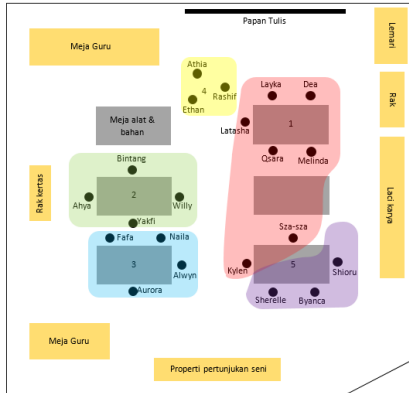 Papan Tulis
Meja Guru
Lemari
Athia
4
Rashif
Ethan
Layka
Dea
Rak
Latasha
1
Meja alat &
bahan
Qsara
Melinda
Bintang
Rak kertas
2
Ahya
Willy
Yakfi
Laci karya
Fafa
Naila
Sza-sza
3
Alwyn
Kylen
5
Shioru
Aurora
Sherelle
Byanca
Meja Guru
Properti pertunjukan seni